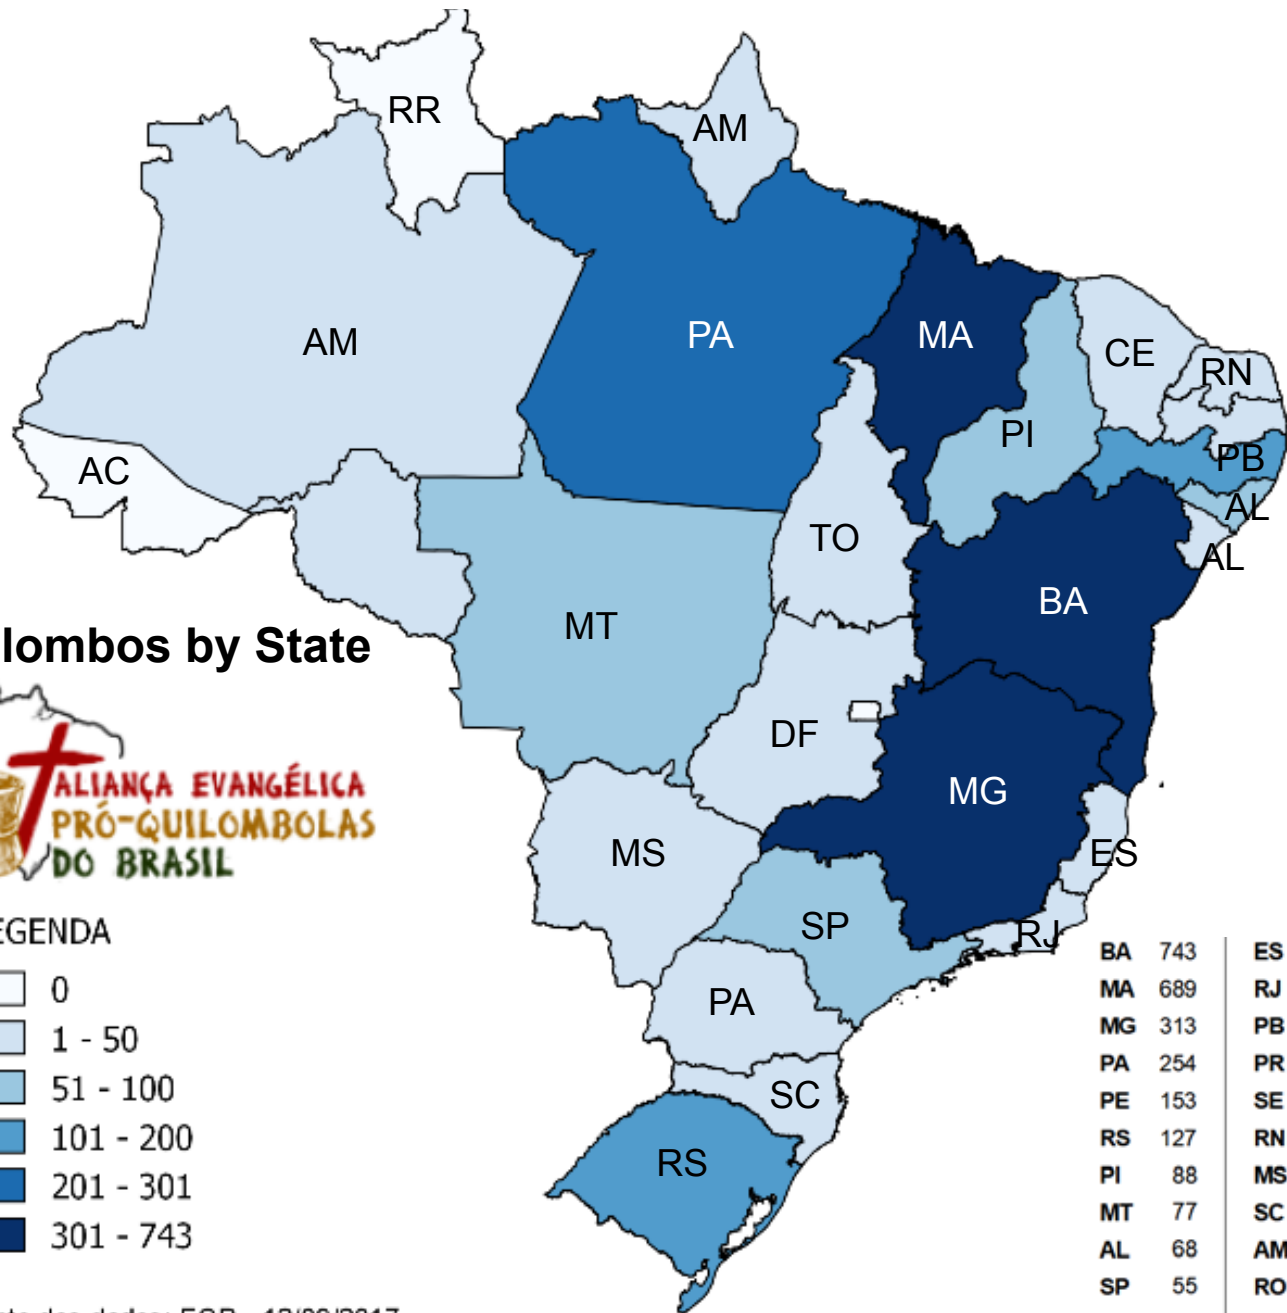 RR
AM
AM
PA
MA
CE
RN
PI
PB
AC
AL
TO
AL
BA
MT
lombos by State
DF
ALIANÇA EVANGÉLICA
PRÓ-QUILOMBOLAS
DO BRASIL
MG
MS
ES
SP
RJ
PA
SC
RS
EGENDA
0
1 - 50
51 - 100
101 - 200
201 - 301
301 - 743
BA 743 ES
MA 689 RJ
MG 313 PB
PA 254 PR
PE 153 SE
RS 127 RN
PI 88 MS
MT 77 SC
AL 68 AM
SP 55 RO